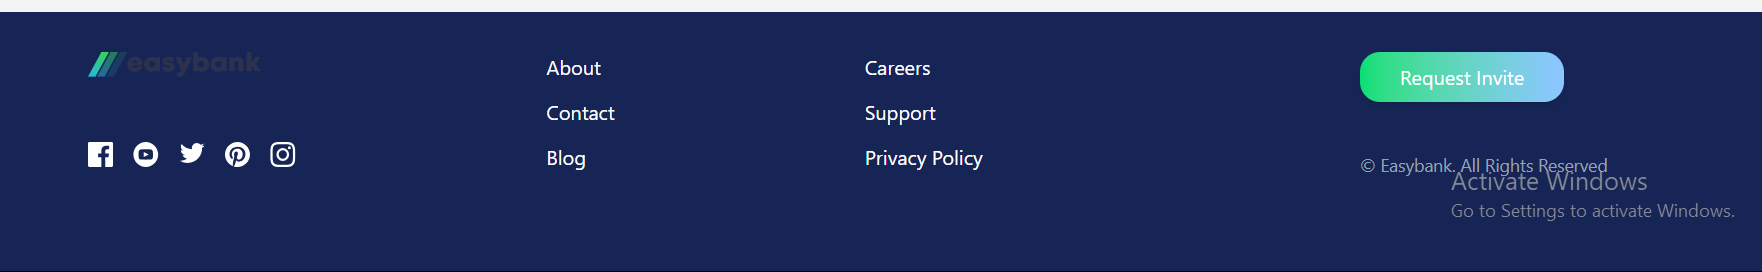 easybank
About
Contact
Blog
Careers
Support
Privacy Policy
Request Invite
© Easybank. All Rights Reserved
Activate Windows
Go to Settings to activate Windows.